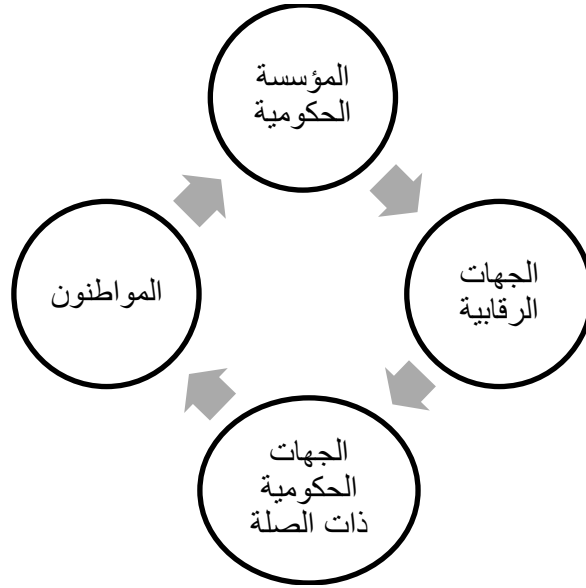 المؤسسة
الحكومية
الجهات
الرقابية
الجهات
الحكومية
ذات الصلة
المواطنون